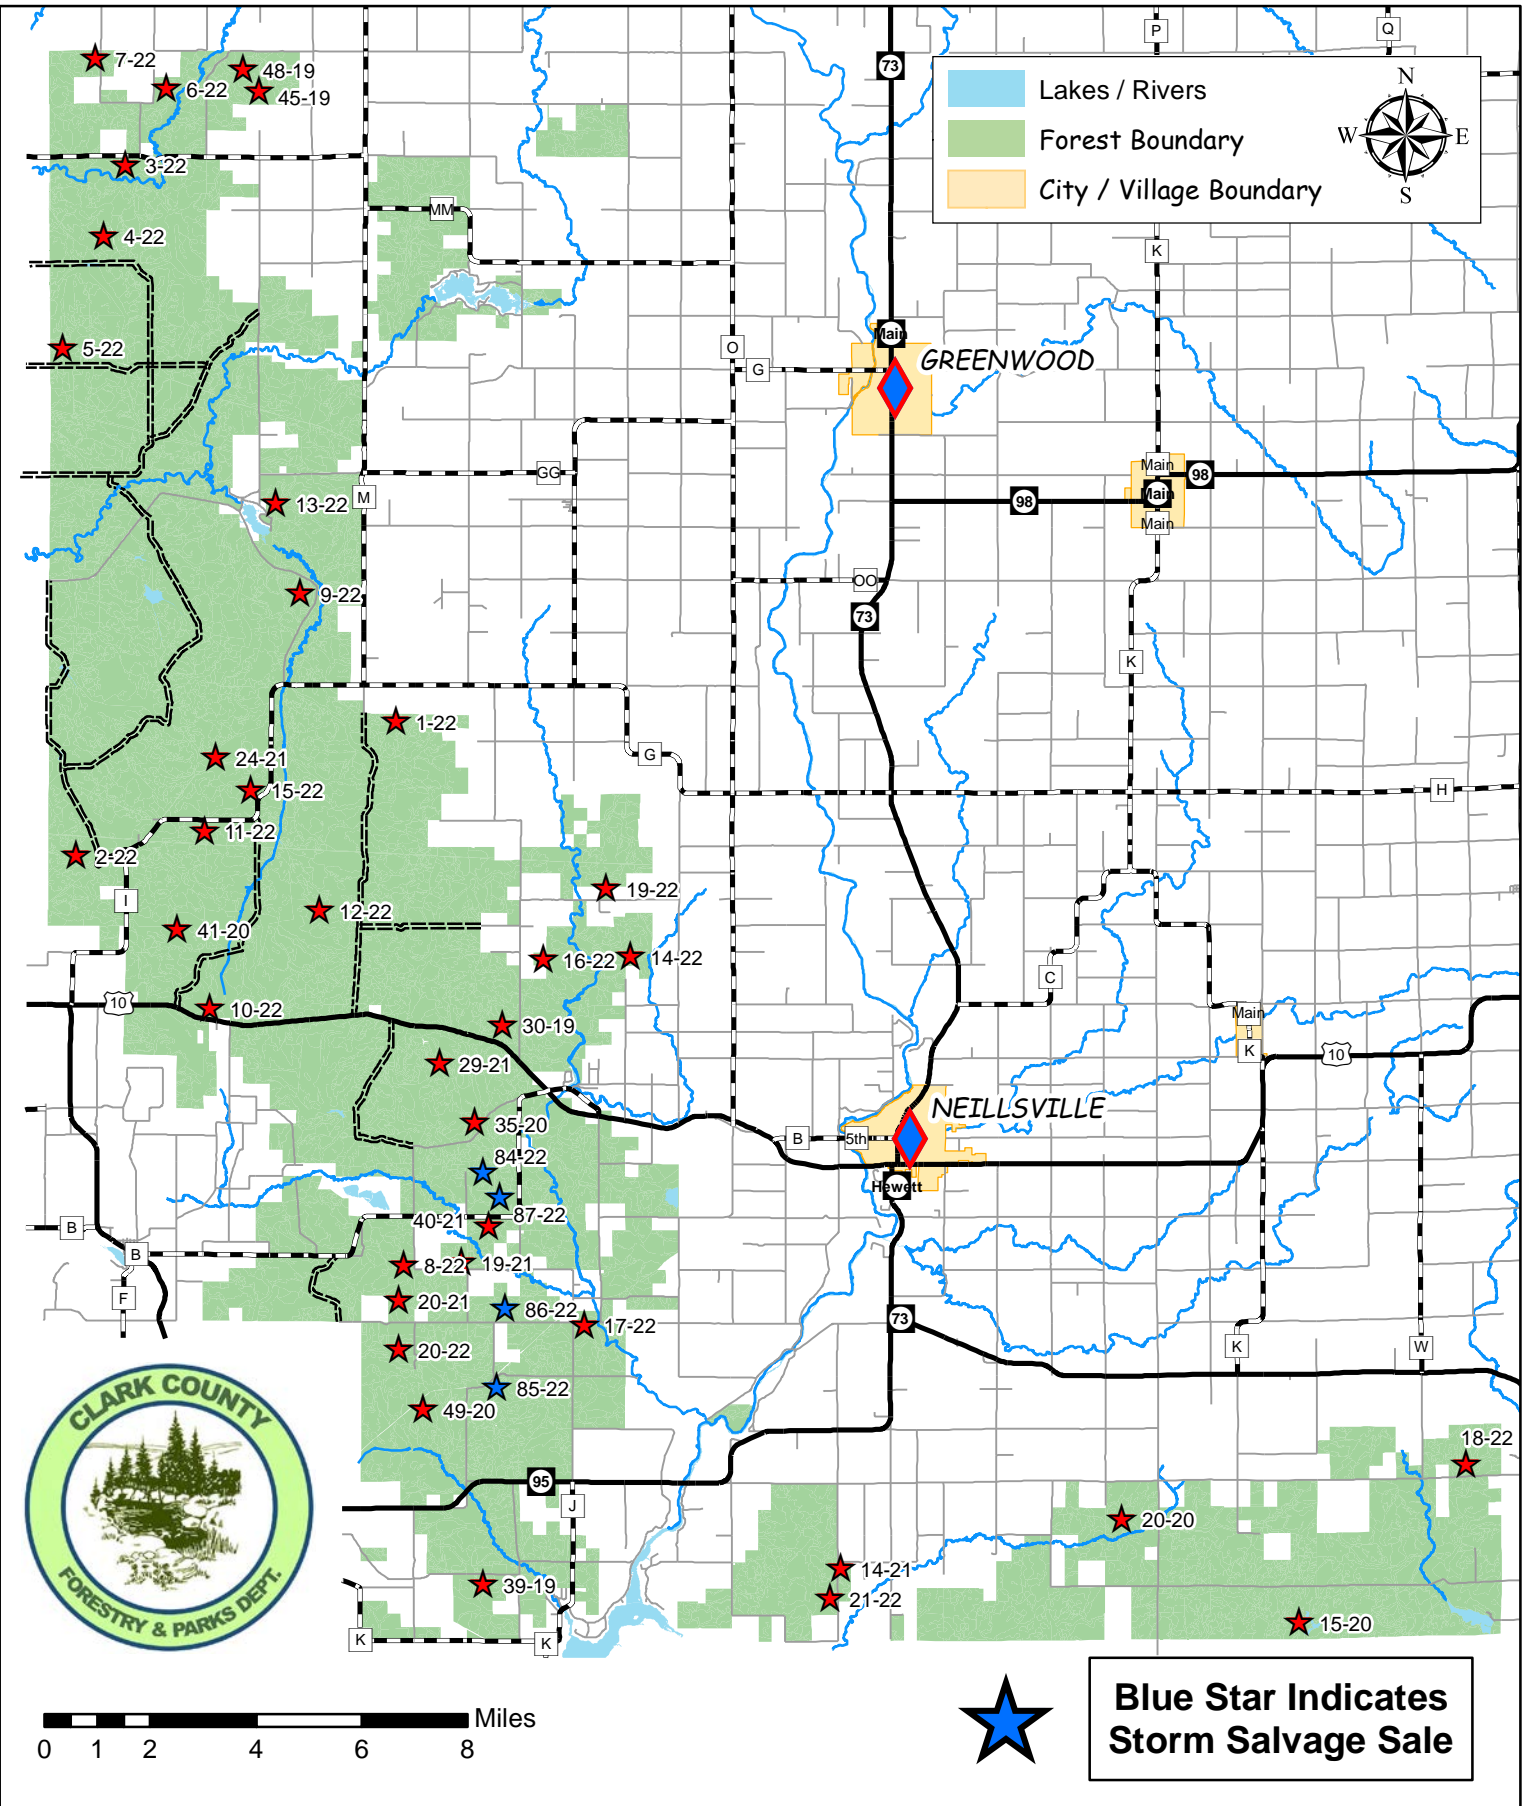 P
Q
73
Lakes / Rivers
Forest Boundary
City / Village Boundary
N
W
E
S
7-22
6-22
48-19
45-19
3-22
MM
4-22
K
5-22
O
G
Main
GREENWOOD
GG
M
13-22
Main
98
98
Main
Main
9-22
OO
73
K
1-22
G
24-21
15-22
H
11-22
2-22
I
19-22
12-22
41-20
16-22
14-22
C
10
10-22
30-19
Main
K
10
29-21
NEILLSVILLE
35-20
B
5th
84-22
Hewett
87-22
40-21
B
B
8-22
19-21
F
20-21
86-22
17-22
73
20-22
K
W
85-22
49-20
CLARK COUNTY
FORESTRY & PARKS DEPT.
18-22
95
J
20-20
14-21
39-19
21-22
15-20
K
K
Miles
0 1 2 4 6 8
Blue Star Indicates
Storm Salvage Sale